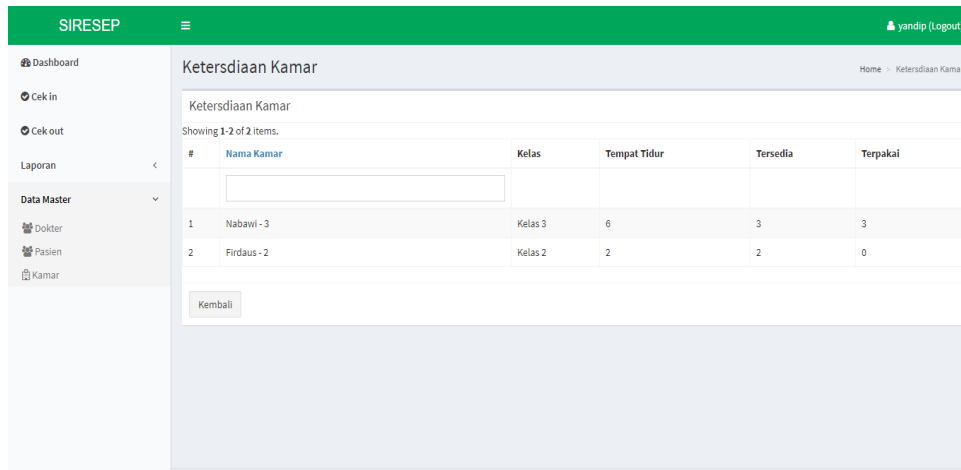 SIRESEP
yandip (Logout
Dashboard
Cek in
Cek out
Laporan
Data Master
Dokter
Pasien
Kamar
Ketersdiaan Kamar
Home > Ketersdiaan Kama
Ketersdiaan Kamar
Showing 1-2 of 2 items.
# Nama Kamar Kelas Tempat Tidur Tersedia Terpakai
1 Nabawi - 3 Kelas 3 6 3 3
2 Firdaus - 2 Kelas 2 2 2 0
Kembali